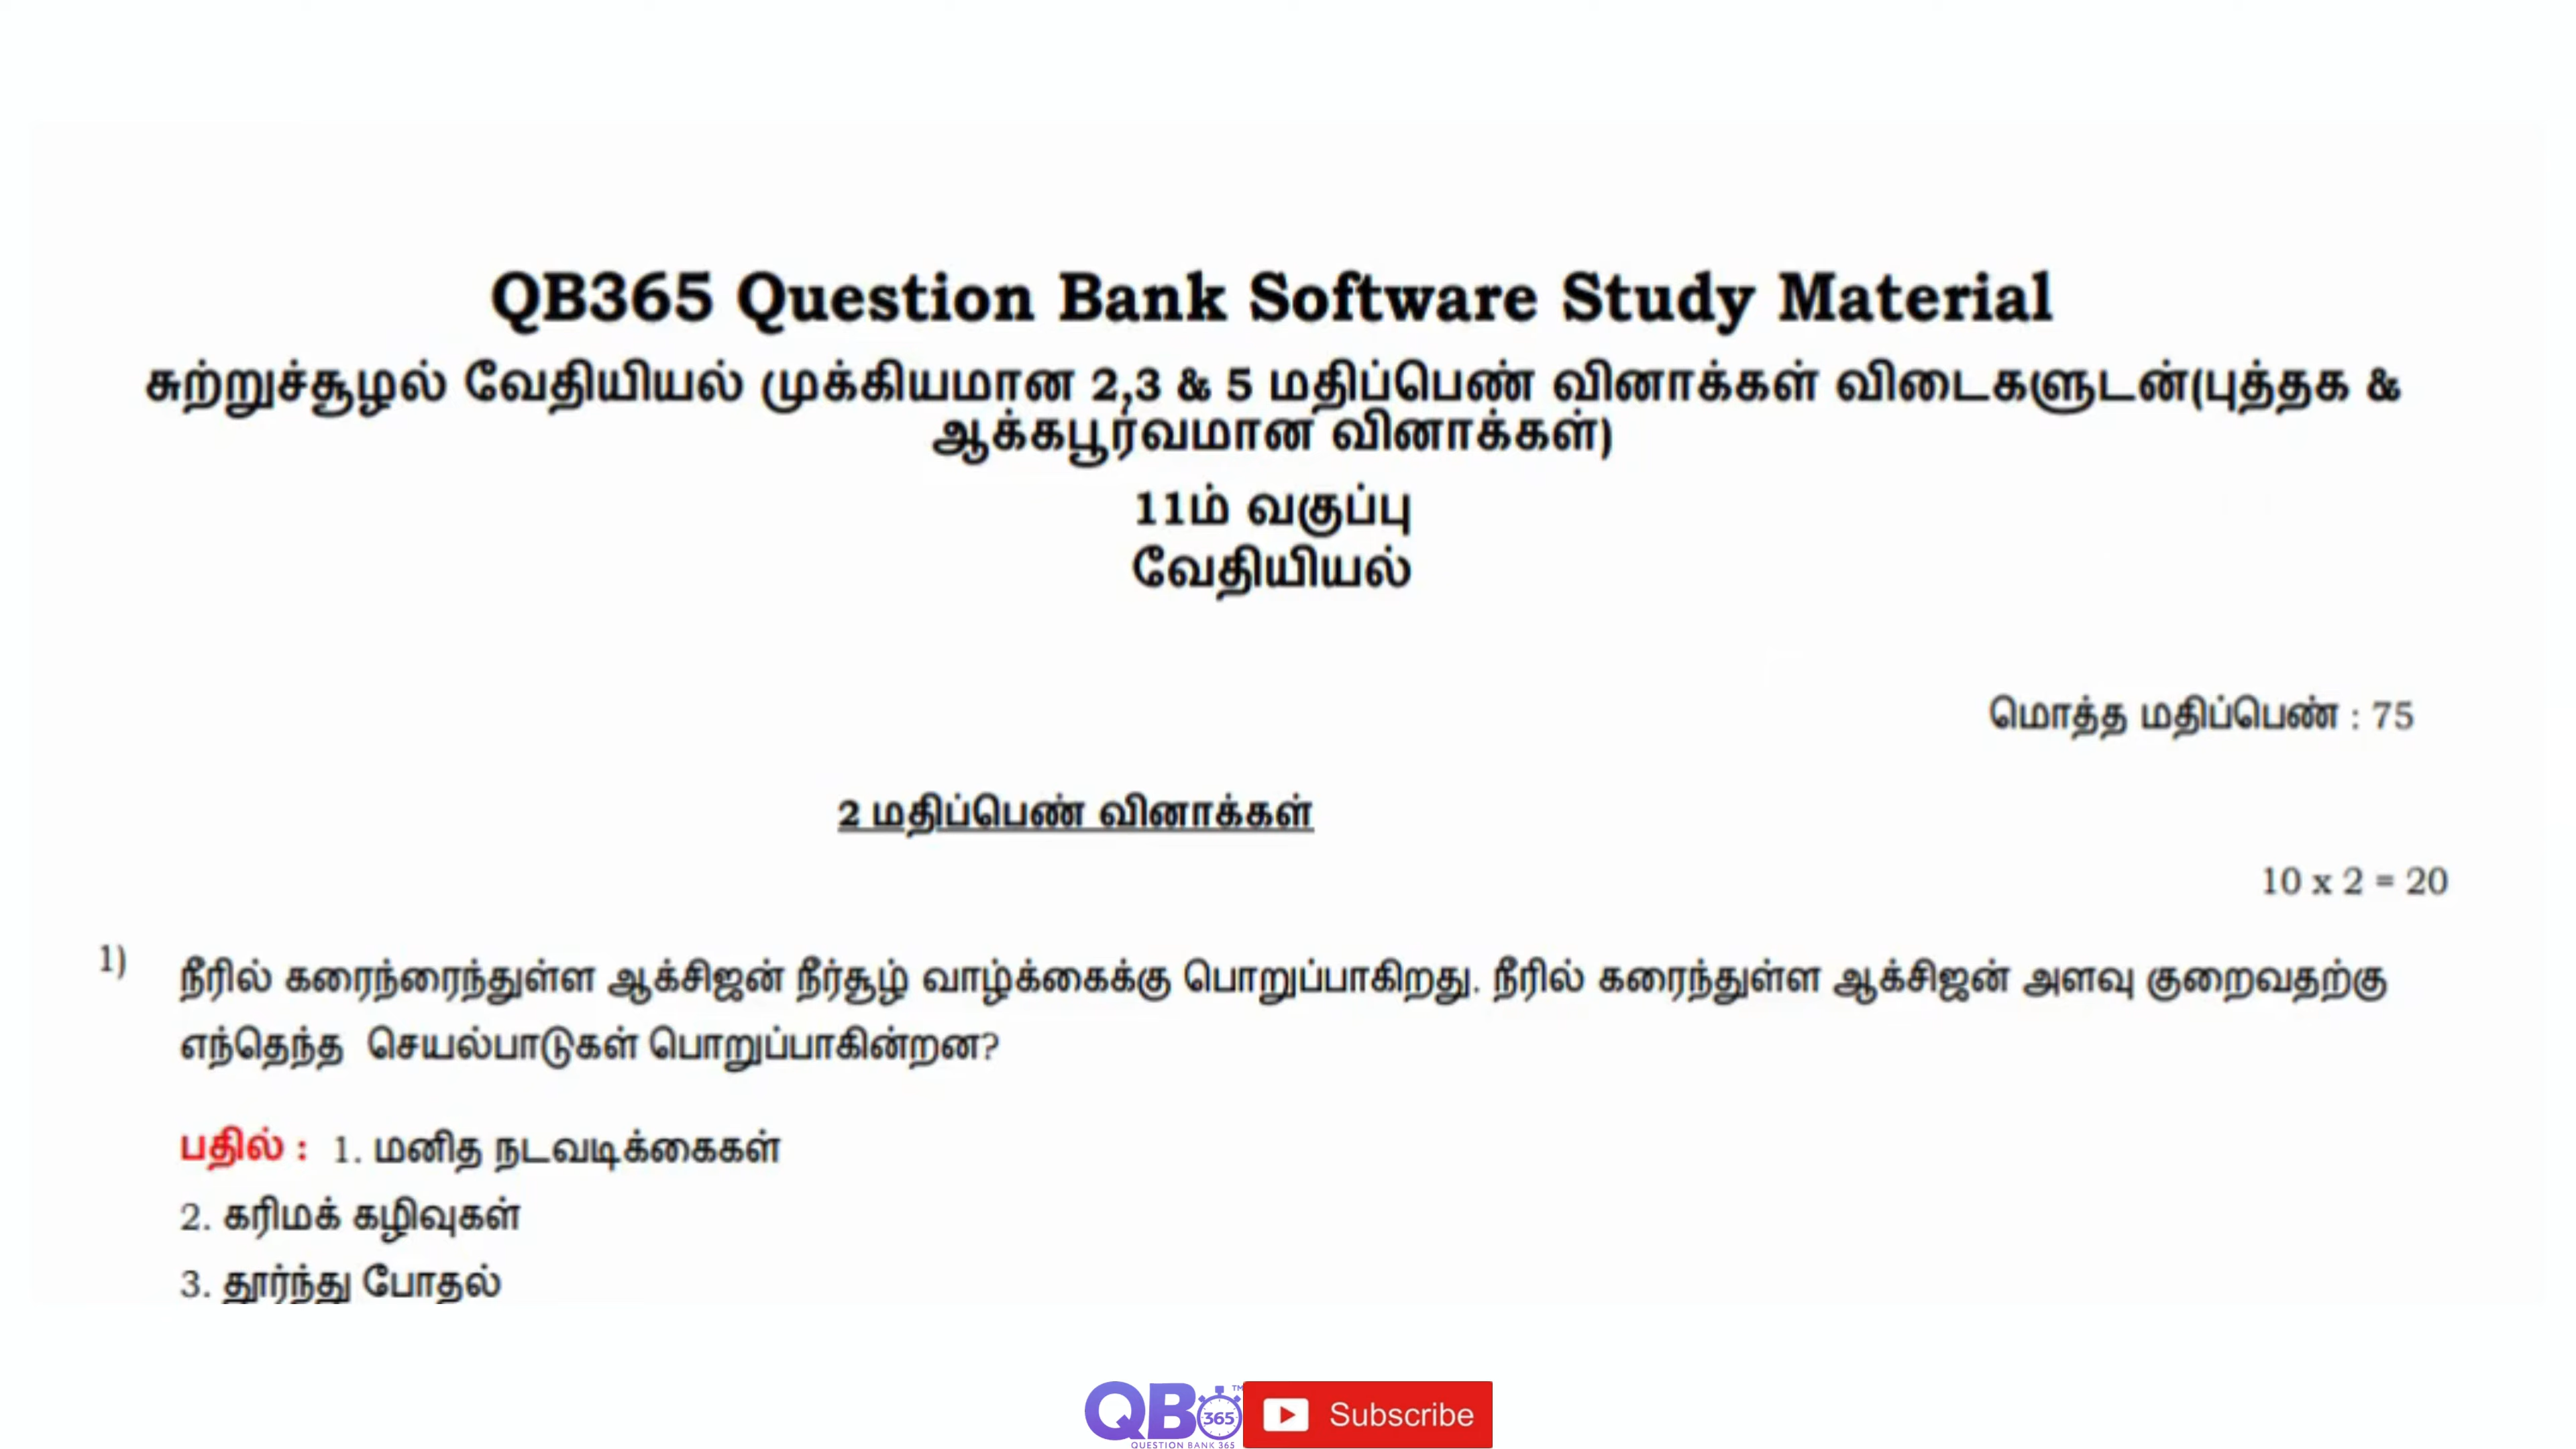 QB365 Question Bank Software Study Material
சுற்றுச்சூழல் வேதியியல் முக்கியமான 2,3 & 5 மதிப்பெண் வினாக்கள் விடைகளுடன்(புத்தக &
ஆக்கபூர்வமான வினாக்கள்)
11ம் வகுப்பு
வேதியியல்
மொத்த மதிப்பெண் : 75
2 மதிப்பெண் வினாக்கள்
10 x 2 = 20
1) நீரில் கரைந்ரைந்துள்ள ஆக்சிஜன் நீர்சூழ் வாழ்க்கைக்கு பொறுப்பாகிறது. நீரில் கரைந்துள்ள ஆக்சிஜன் அளவு குறைவதற்கு
எந்தெந்த செயல்பாடுகள் பொறுப்பாகின்றன?
பதில் : 1. மனித நடவடிக்கைகள்
2. கரிமக் கழிவுகள்
3. தூர்ந்து போதல்
QB 365 TM Subscribe
QUESTION BANK 365